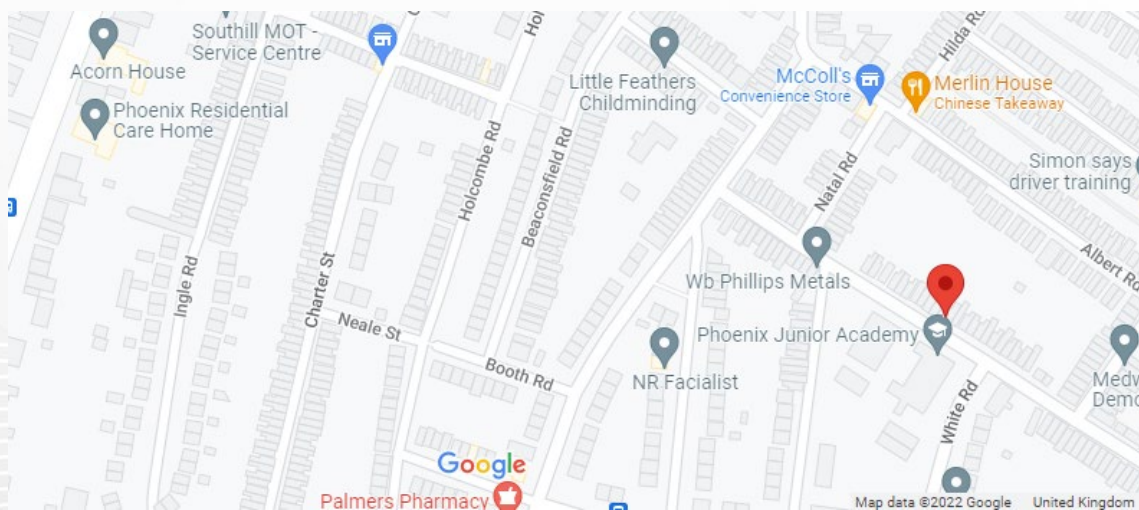 Southill MOT -
Service Centre
Hilda Rd
Acorn House
Little Feathers
Childminding
McColl's
Convenience Store
Merlin House
Chinese Takeaway
Phoenix Residential
Care Home
Holcombe Rd
Beaconsfield Rd
Natal Rd
Simon says
driver training
Ingle Rd
Charter St
Wb Phillips Metals
Albert Rd
Neale St
Phoenix Junior Academy
Booth Rd
NR Facialist
White Rd
Google
Palmers Pharmacy
Map data ©2022 Google
United Kingdom